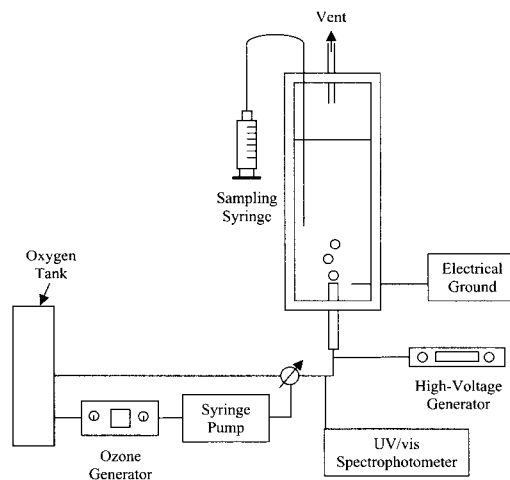 Vent
Sampling
Syringe
Oxygen
Tank
Electrical
Ground
High-Voltage
Generator
Syringe
Pump
Ozone
Generator
UV/vis
Spectrophotometer